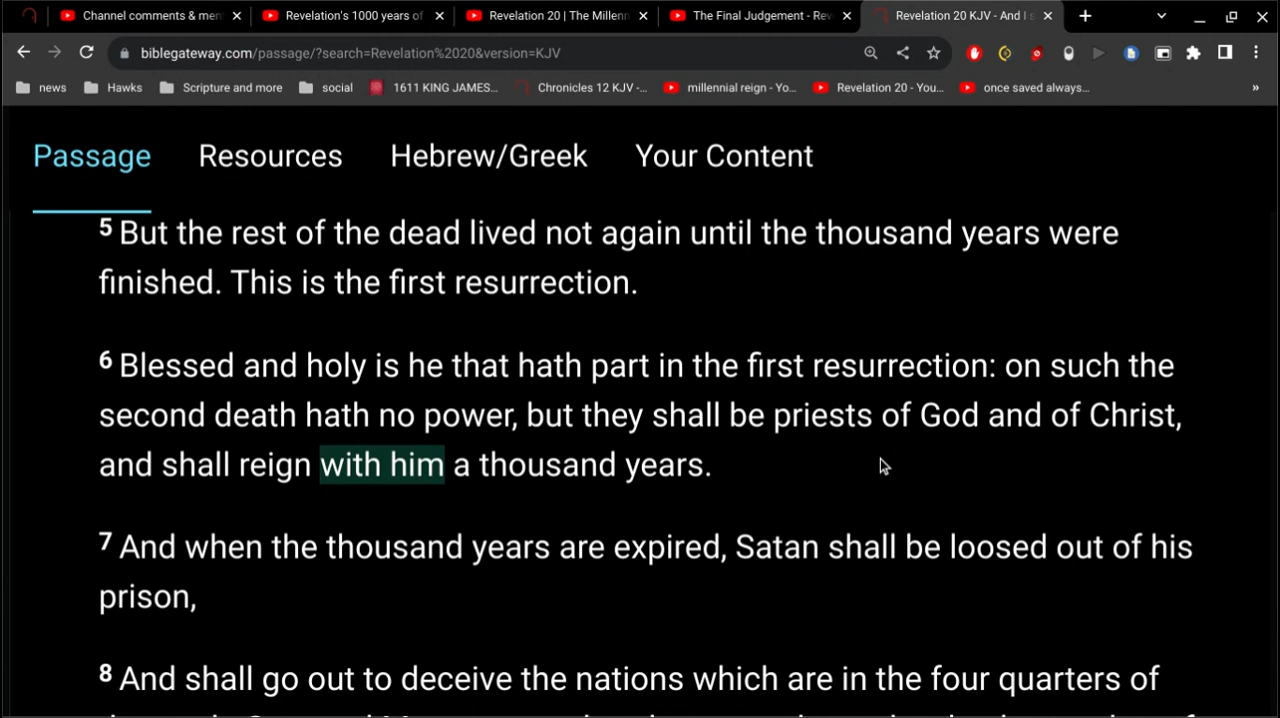 Channel comments & men
Revelation's 1000 years of
Revelation 20 | The Millenn
The Final Judgement - Rev
Revelation 20 KJV - And I s
biblegateway.com/passage/?search=Revelation%2020&version=KJV
news Hawks Scripture and more social 1611 KING JAMES... Chronicles 12 KJV -... millennial reign - Yo... Revelation 20 - You... once saved always... »
Passage Resources Hebrew/Greek Your Content
5 But the rest of the dead lived not again until the thousand years were
finished. This is the first resurrection.
6 Blessed and holy is he that hath part in the first resurrection: on such the
second death hath no power, but they shall be priests of God and of Christ,
and shall reign with him a thousand years.
7 And when the thousand years are expired, Satan shall be loosed out of his
prison,
8 And shall go out to deceive the nations which are in the four quarters of